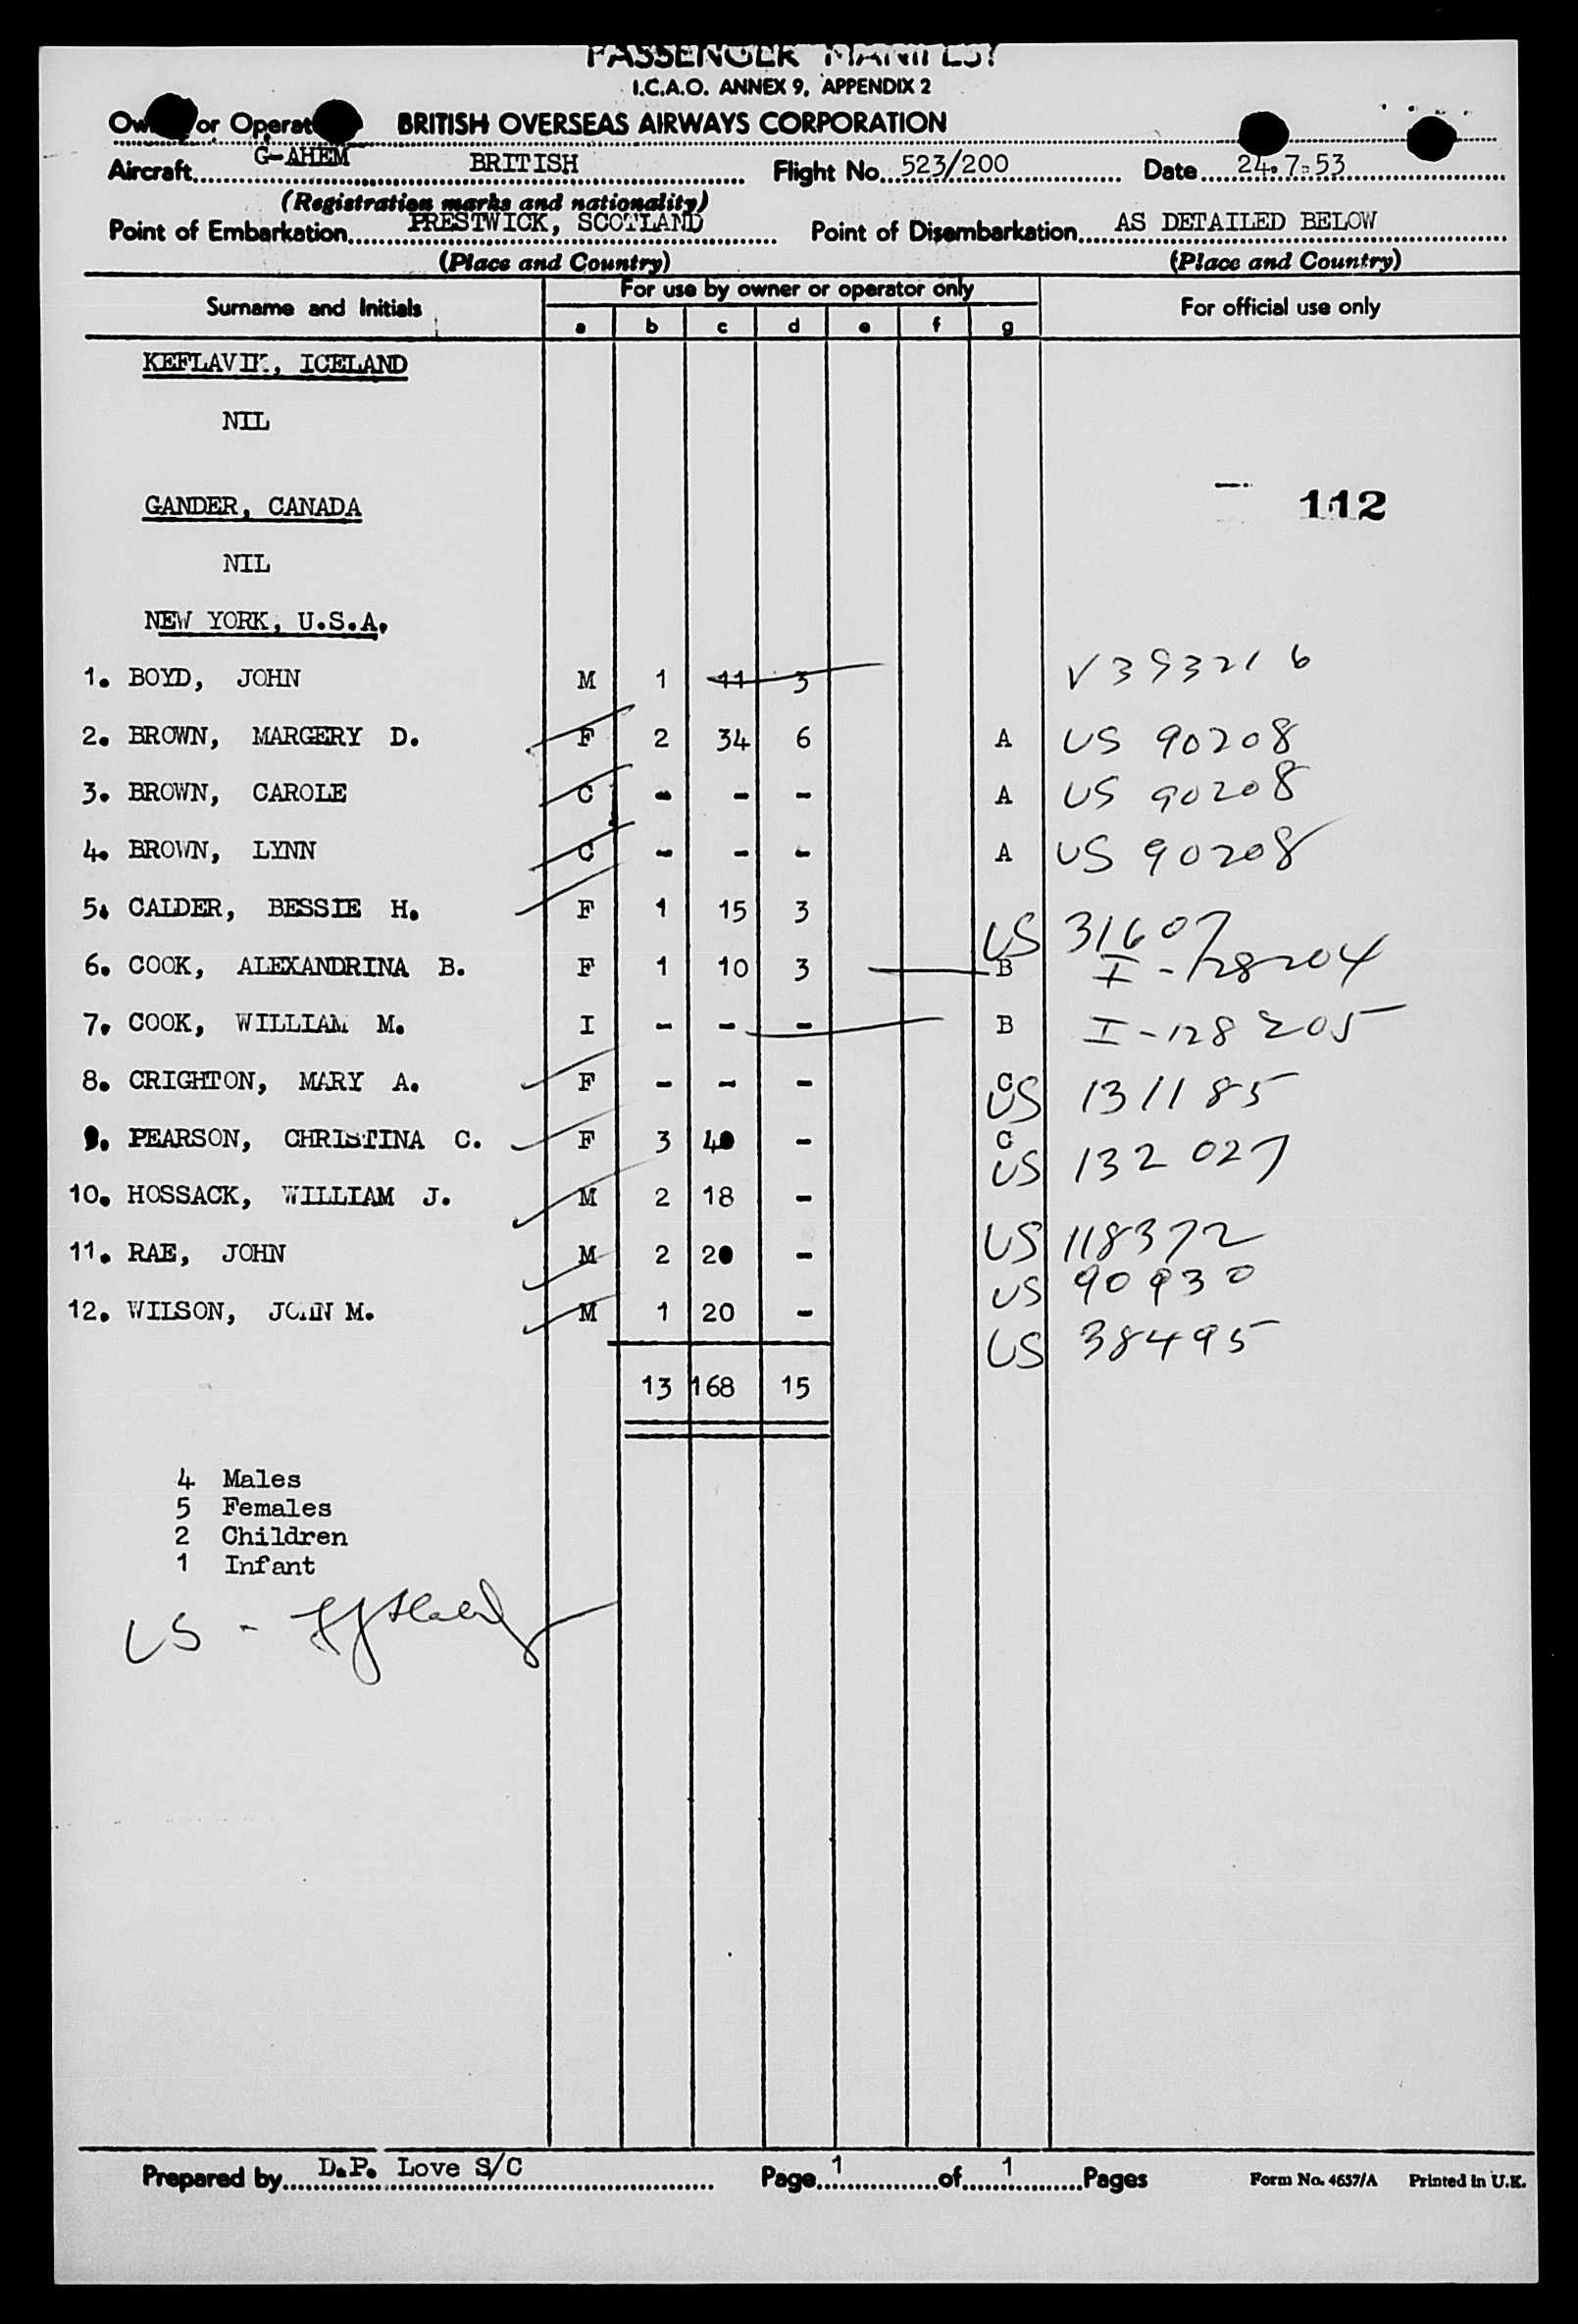 PASSENGER MANIFEST
I.C.A.O. ANNEX 9, APPENDIX 2
Owner or Operator BRITISH OVERSEAS AIRWAYS CORPORATION
Aircraft G-AHEM BRITISH Flight No. 523/200 Date 24.7.53
(Registration marks and nationality)
Point of Embarkation PRESTWICK, SCOTLAND Point of Disembarkation AS DETAILED BELOW
(Place and Country) (Place and Country)
Surname and Initials For use by owner or operator only For official use only
a b c d e f g
KEFLAVIK, ICELAND
NIL
GANDER, CANADA 112
NIL
NEW YORK, U.S.A.
1. BOYD, JOHN M 1 11 3 V393216
2. BROWN, MARGERY D. F 2 34 6 A US 90208
3. BROWN, CAROLE C - - - A US 90208
4. BROWN, LYNN C - - - A US 90208
5. CALDER, BESSIE H. F 1 15 3 US 31607
6. COOK, ALEXANDRINA B. F 1 10 3 B I-128204
7. COOK, WILLIAM M. I - - - B I-128205
8. CRIGHTON, MARY A. F - - - C US 131185
9. PEARSON, CHRISTINA C. F 3 40 - C US 132027
10. HOSSACK, WILLIAM J. M 2 18 - US 118372
11. RAE, JOHN M 2 20 - US 90930
12. WILSON, JOHN M. M 1 20 - US 38495
13 168 15
4 Males
5 Females
2 Children
1 Infant
US -
Prepared by D.P. Love S/C Page 1 of 1 Pages Form No. 4637/A Printed in U.K.